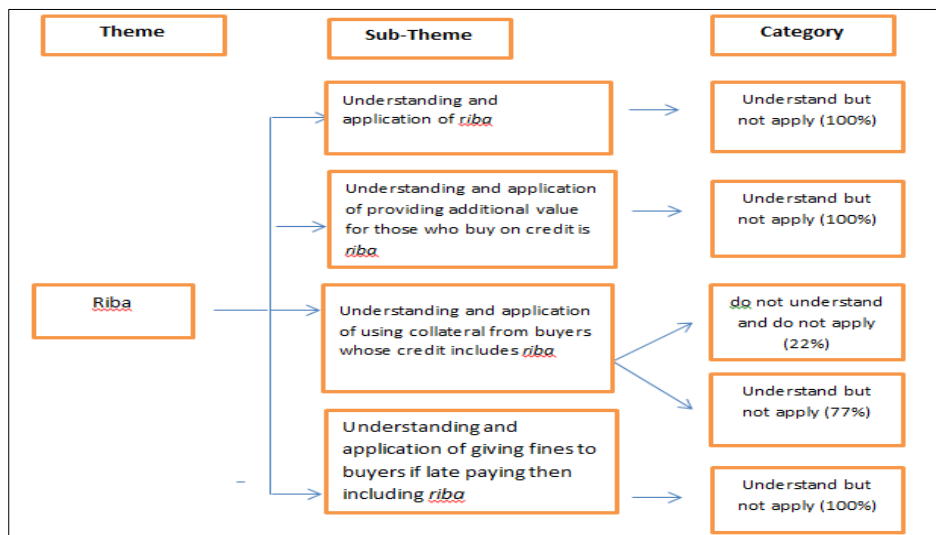 Theme
Sub-Theme
Category
Understanding and
application of riba
Understand but
not apply (100%)
Understanding and application
of providing additional value
for those who buy on credit is
riba
Understand but
not apply (100%)
Riba
Understanding and application
of using collateral from buyers
whose credit includes riba
do not understand
and do not apply
(22%)
Understand but
not apply (77%)
Understanding and
application of giving fines to
buyers if late paying then
including riba
Understand but
not apply (100%)